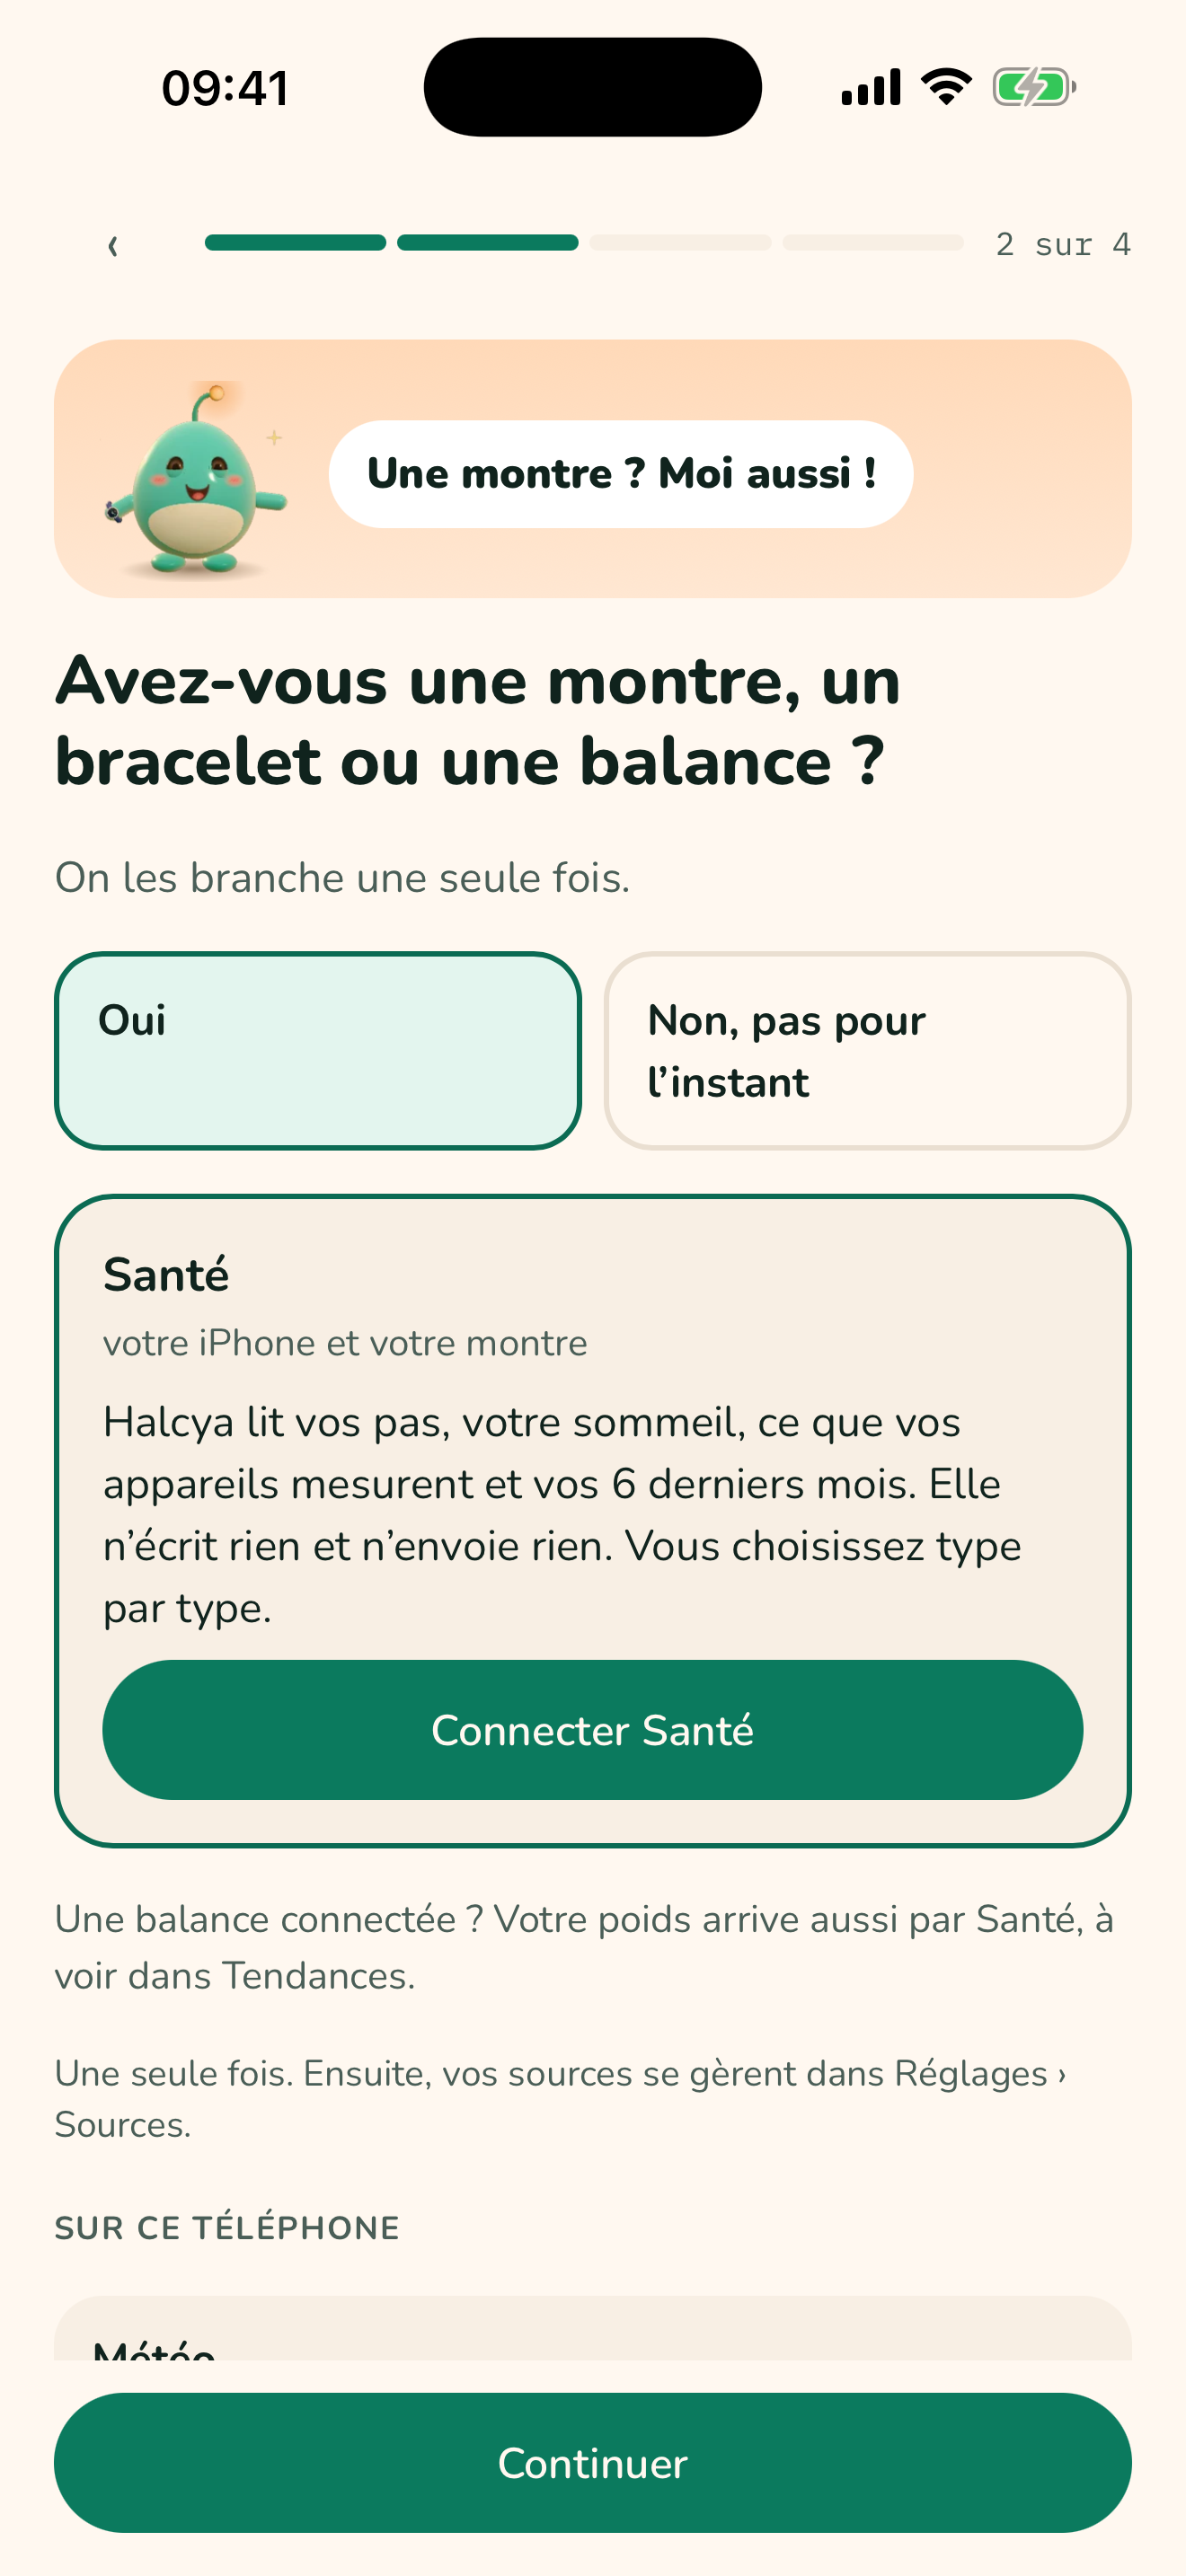 09:41
‹
2 sur 4
Une montre ? Moi aussi !
Avez-vous une montre, un
bracelet ou une balance ?
On les branche une seule fois.
Oui
Non, pas pour
l’instant
Santé
votre iPhone et votre montre
Halcya lit vos pas, votre sommeil, ce que vos
appareils mesurent et vos 6 derniers mois. Elle
n’écrit rien et n’envoie rien. Vous choisissez type
par type.
Connecter Santé
Une balance connectée ? Votre poids arrive aussi par Santé, à
voir dans Tendances.
Une seule fois. Ensuite, vos sources se gèrent dans Réglages ›
Sources.
SUR CE TÉLÉPHONE
Météo
Continuer